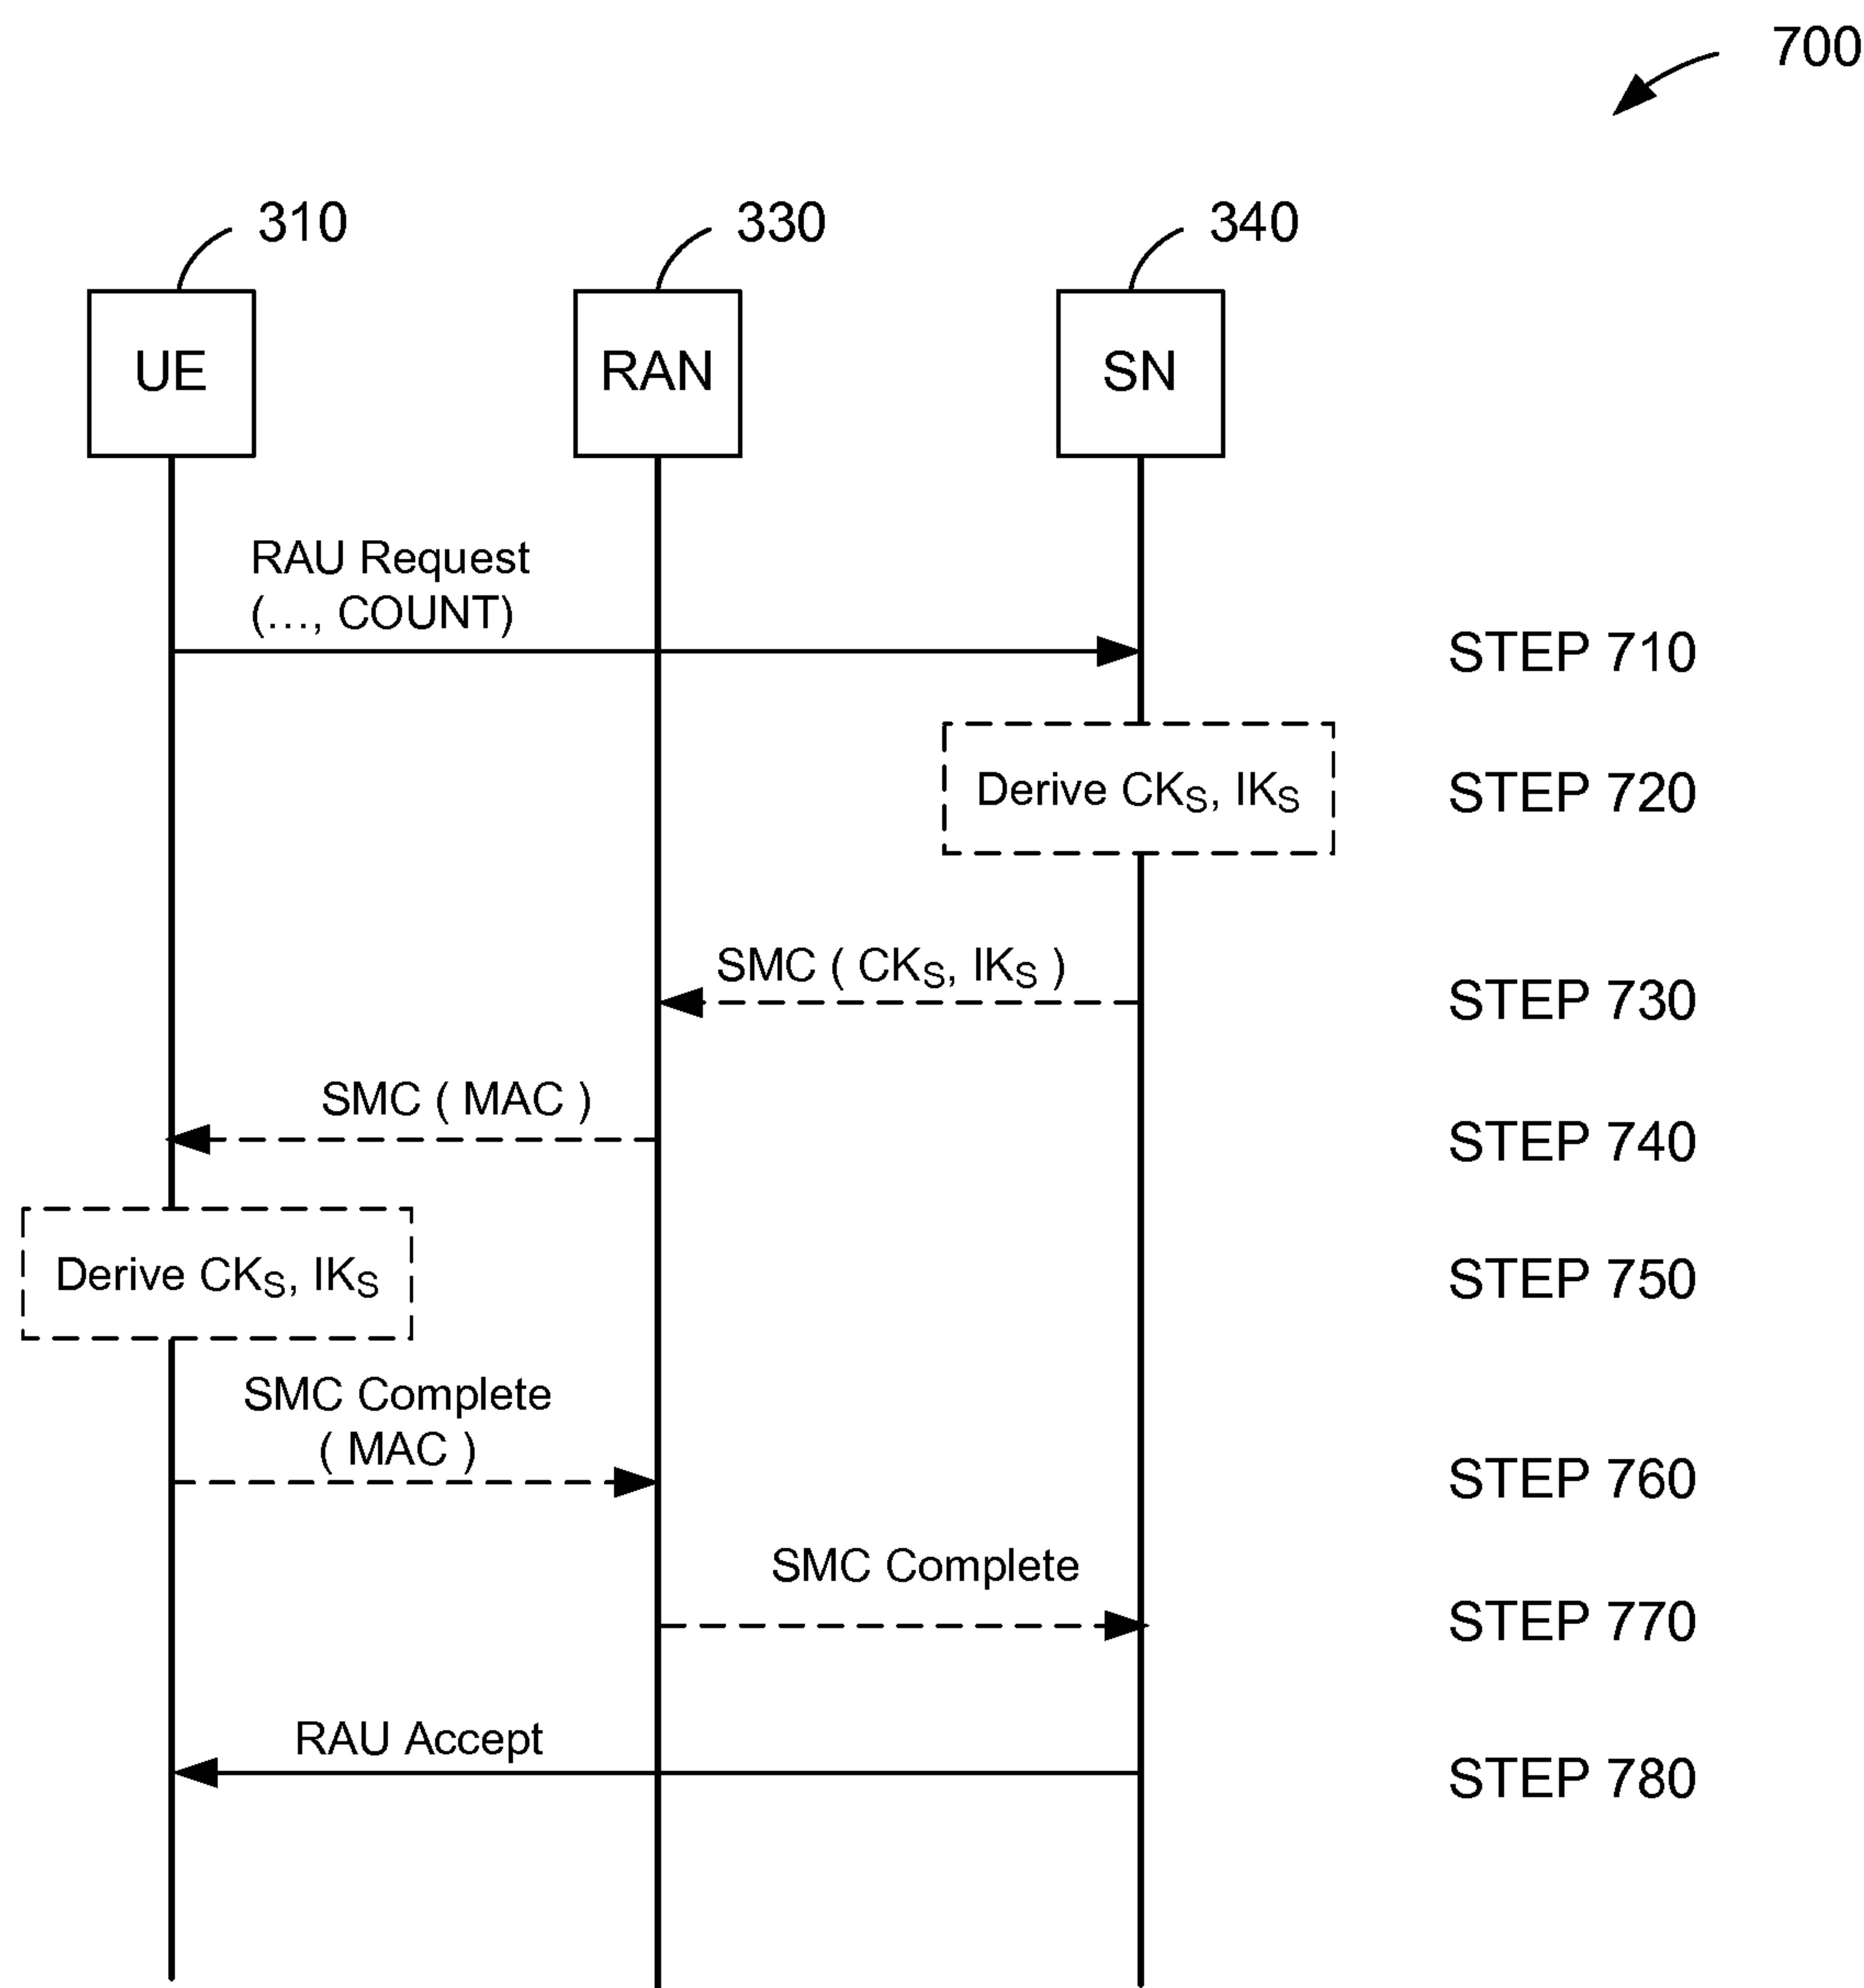 700
310
330
340
UE
RAN
SN
RAU Request
(..., COUNT)
STEP 710
Derive CKS, IKS
STEP 720
SMC ( CKS, IKS )
STEP 730
SMC ( MAC )
STEP 740
Derive CKS, IKS
STEP 750
SMC Complete
( MAC )
STEP 760
SMC Complete
STEP 770
RAU Accept
STEP 780